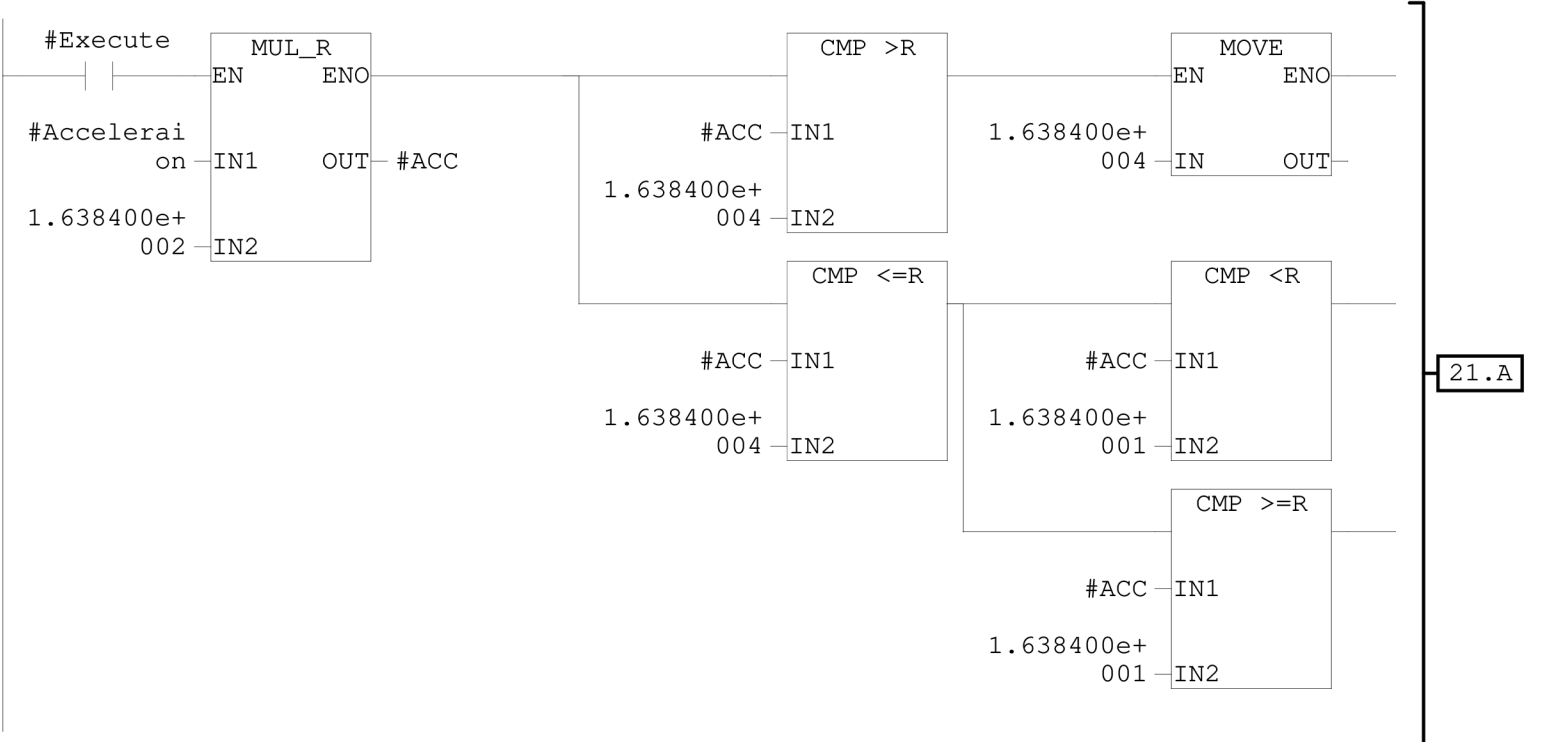 #Execute
MUL_R
CMP >R
MOVE
EN ENO
EN ENO
#Accelerai
#ACC IN1
1.638400e+
on IN1 OUT #ACC
004 IN OUT
1.638400e+
1.638400e+
004 IN2
002 IN2
CMP <=R
CMP <R
#ACC IN1
#ACC IN1
21.A
1.638400e+
1.638400e+
004 IN2
001 IN2
CMP >=R
#ACC IN1
1.638400e+
001 IN2